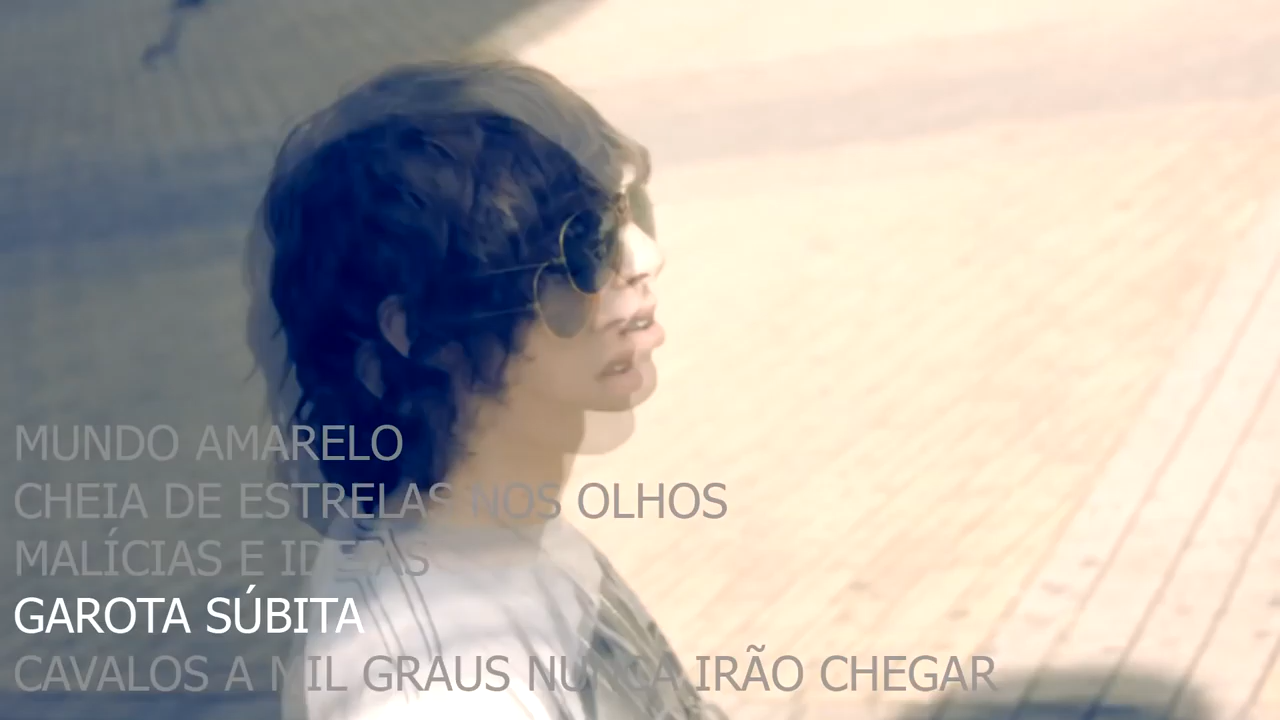 MUNDO AMARELO
CHEIA DE ESTRELAS NOS OLHOS
MALÍCIAS E IDEIAS
GAROTA SÚBITA
CAVALOS A MIL GRAUS NUNCA IRÃO CHEGAR